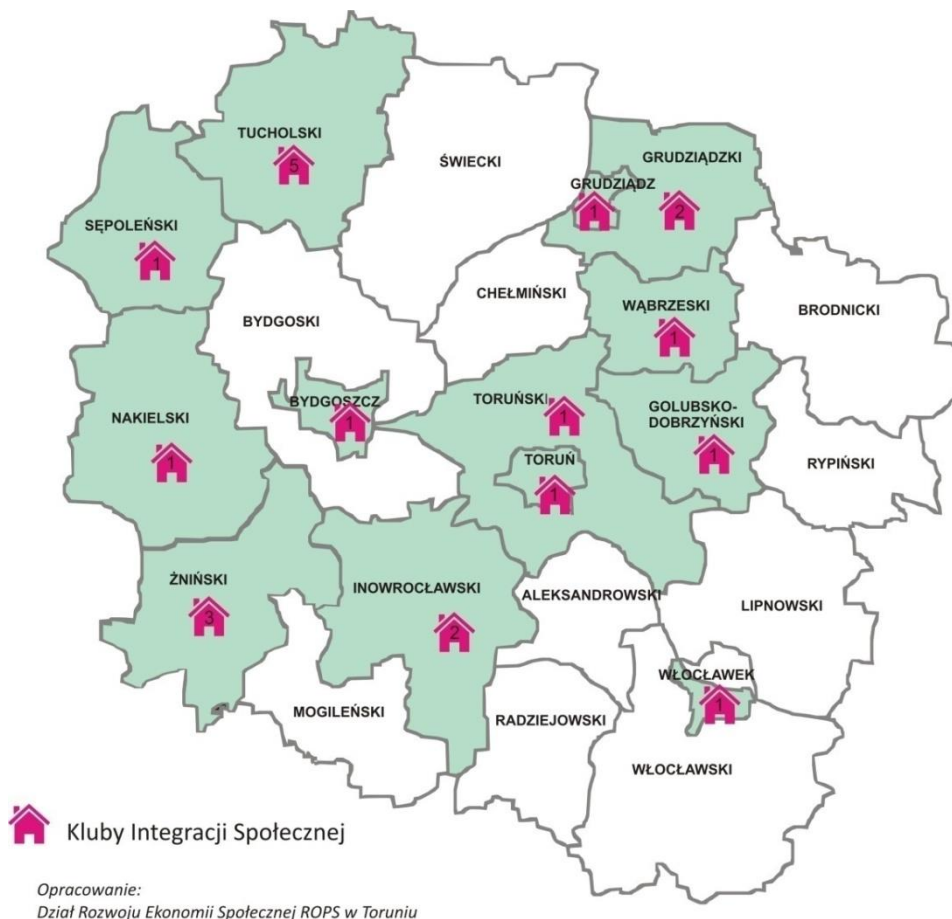 TUCHOLSKI
5
ŚWIECKI
GRUDZIĄDZKI
2
GRUDZIĄDZ
1
SĘPOLEŃSKI
1
CHEŁMIŃSKI
WĄBRZESKI
1
BRODNICKI
BYDGOSKI
BYDGOSZCZ
1
NAKIELSKI
1
TORUŃSKI
1
TORUŃ
1
GOLUBSKO-
DOBRZYŃSKI
1
RYPIŃSKI
ŻNIŃSKI
3
INOWROCŁAWSKI
2
ALEKSANDROWSKI
LIPNOWSKI
MOGILEŃSKI
RADZIEJOWSKI
WŁOCŁAWEK
1
WŁOCŁAWSKI
Kluby Integracji Społecznej
Opracowanie:
Dział Rozwoju Ekonomii Społecznej ROPS w Toruniu